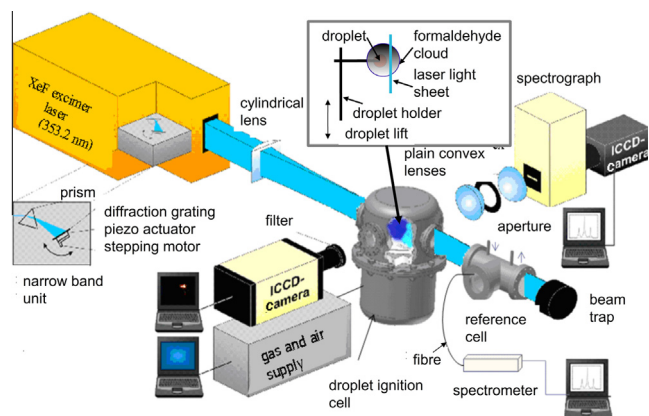 XeF excimer
laser
(353.2 nm)
cylindrical
lens
droplet
formaldehyde
cloud
laser light
sheet
droplet holder
droplet lift
spectrograph
ICCD-
Camera
plain convex
lenses
aperture
prism
diffraction grating
piezo actuator
stepping motor
narrow band
unit
filter
ICCD-
Camera
gas and air
supply
droplet ignition
cell
reference
cell
beam
trap
fibre
spectrometer